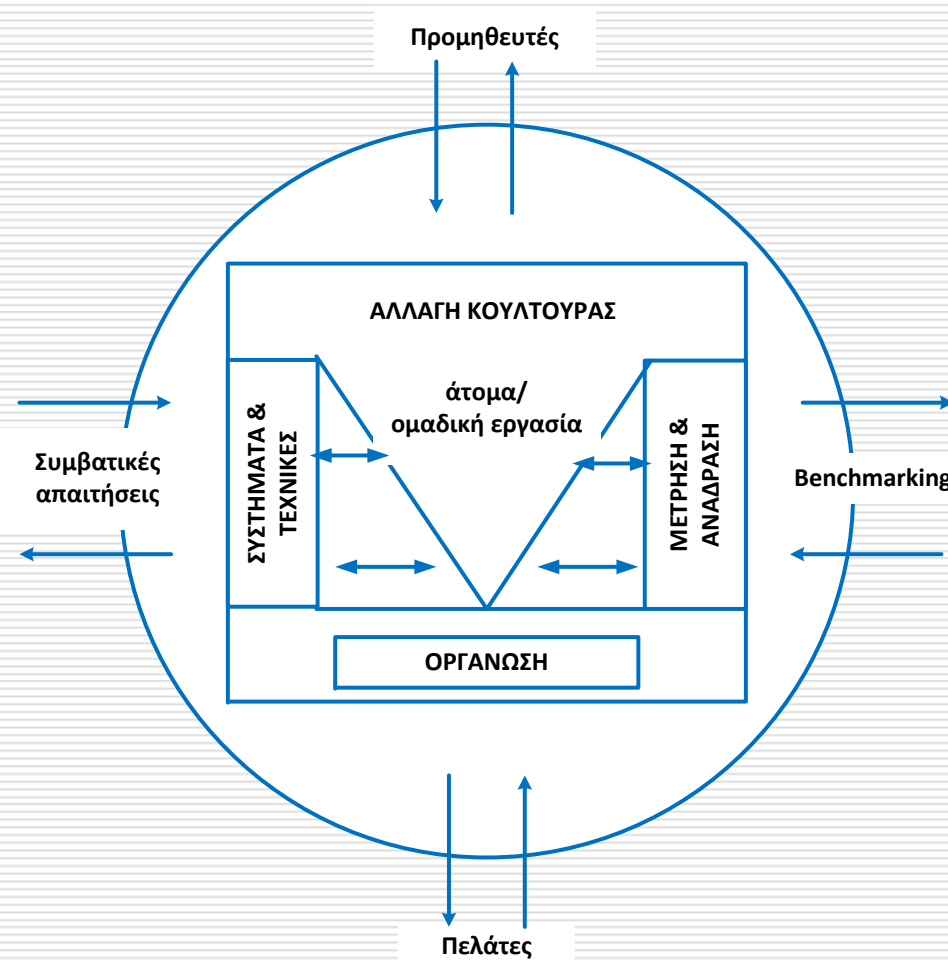 Προμηθευτές
ΑΛΛΑΓΗ ΚΟΥΛΤΟΥΡΑΣ
άτομα/
ομαδική εργασία
ΣΥΣΤΗΜΑΤΑ &
ΤΕΧΝΙΚΕΣ
ΜΕΤΡΗΣΗ &
ΑΝΑΔΡΑΣΗ
Συμβατικές
απαιτήσεις
Benchmarking
ΟΡΓΑΝΩΣΗ
Πελάτες